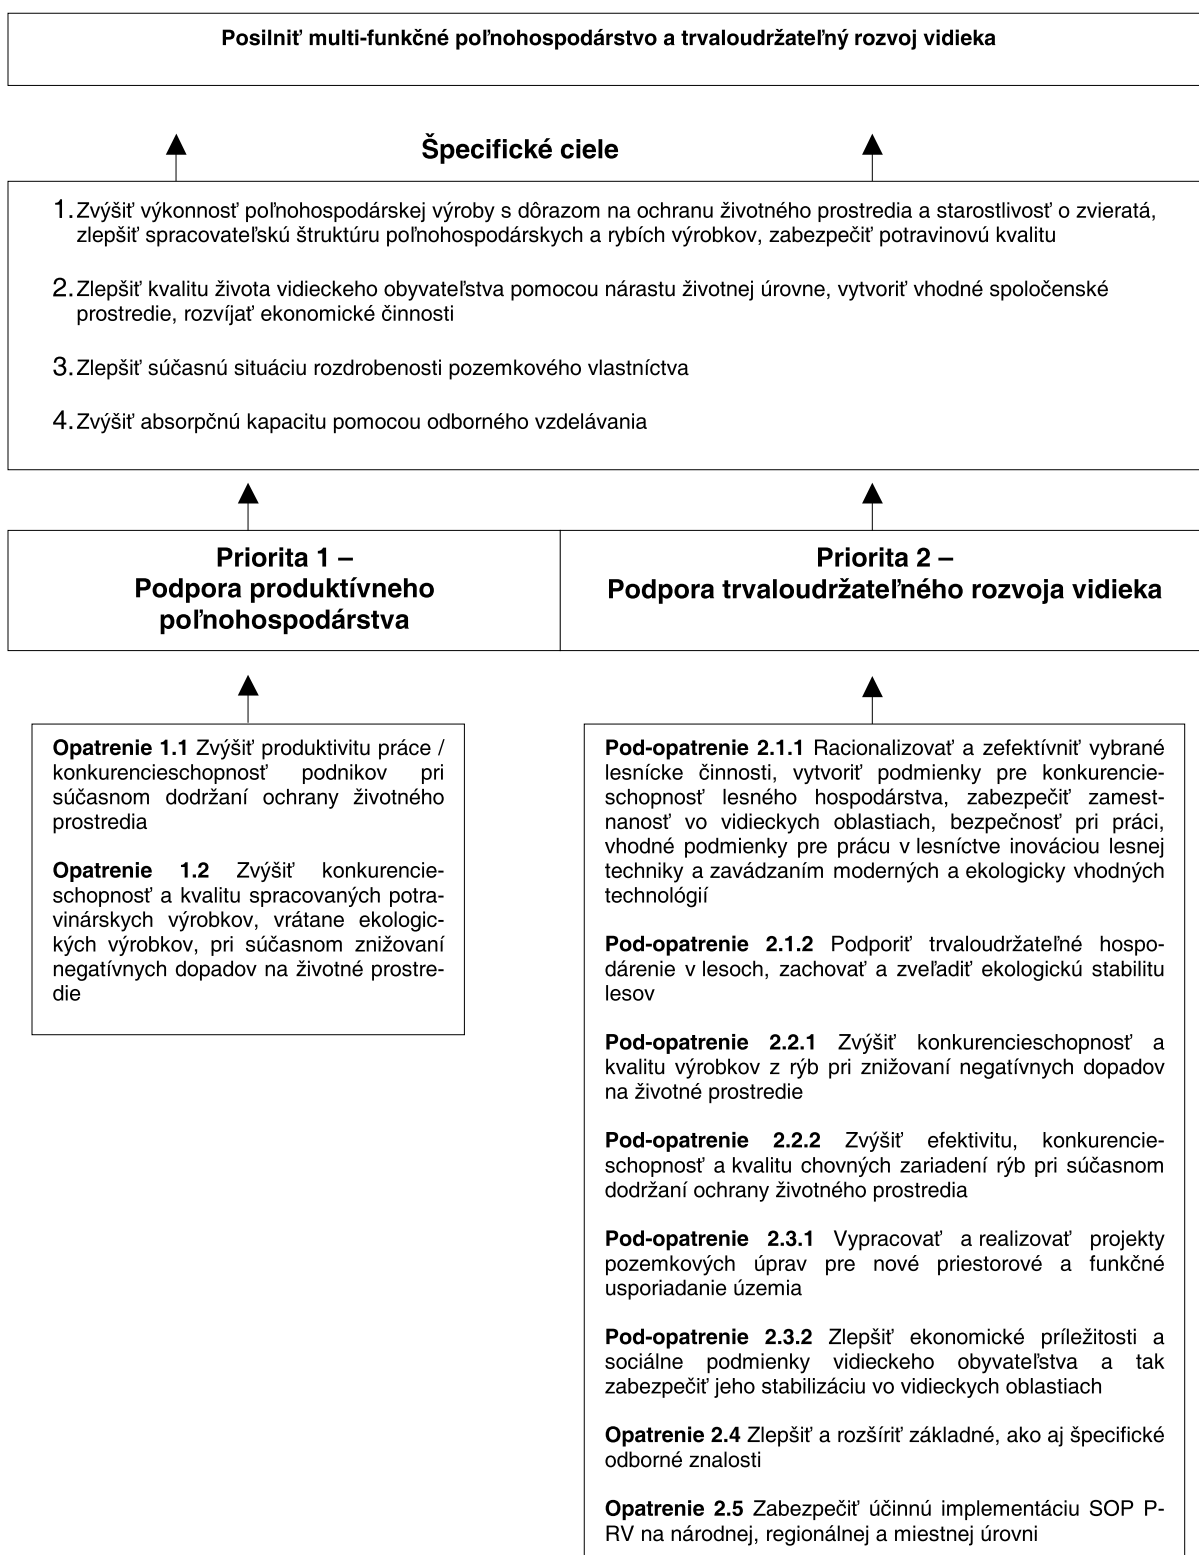 Posilniť multi-funkčné poľnohospodárstvo a trvaloudržateľný rozvoj vidieka
Špecifické ciele
1. Zvýšiť výkonnosť poľnohospodárskej výroby s dôrazom na ochranu životného prostredia a starostlivosť o zvieratá,
zlepšiť spracovateľskú štruktúru poľnohospodárskych a rybích výrobkov, zabezpečiť potravinovú kvalitu
2. Zlepšiť kvalitu života vidieckeho obyvateľstva pomocou nárastu životnej úrovne, vytvoriť vhodné spoločenské
prostredie, rozvíjať ekonomické činnosti
3. Zlepšiť súčasnú situáciu rozdrobenosti pozemkového vlastníctva
4. Zvýšiť absorpčnú kapacitu pomocou odborného vzdelávania
Priorita 1 –
Podpora produktívneho
poľnohospodárstva
Priorita 2 –
Podpora trvaloudržateľného rozvoja vidieka
Opatrenie 1.1 Zvýšiť produktivitu práce /
konkurencieschopnosť podnikov pri
súčasnom dodržaní ochrany životného
prostredia
Opatrenie 1.2 Zvýšiť konkurencie-
schopnosť a kvalitu spracovaných potra-
vinárskych výrobkov, vrátane ekologic-
kých výrobkov, pri súčasnom znižovaní
negatívnych dopadov na životné prostre-
die
Pod-opatrenie 2.1.1 Racionalizovať a zefektívniť vybrané
lesnícke činnosti, vytvoriť podmienky pre konkurencie-
schopnosť lesného hospodárstva, zabezpečiť zamest-
nanosť vo vidieckych oblastiach, bezpečnosť pri práci,
vhodné podmienky pre prácu v lesníctve inováciou lesnej
techniky a zavádzaním moderných a ekologicky vhodných
technológií
Pod-opatrenie 2.1.2 Podporiť trvaloudržateľné hospo-
dárenie v lesoch, zachovať a zveľadiť ekologickú stabilitu
lesov
Pod-opatrenie 2.2.1 Zvýšiť konkurencieschopnosť a
kvalitu výrobkov z rýb pri znižovaní negatívnych dopadov
na životné prostredie
Pod-opatrenie 2.2.2 Zvýšiť efektivitu, konkurencie-
schopnosť a kvalitu chovných zariadení rýb pri súčasnom
dodržaní ochrany životného prostredia
Pod-opatrenie 2.3.1 Vypracovať a realizovať projekty
pozemkových úprav pre nové priestorové a funkčné
usporiadanie územia
Pod-opatrenie 2.3.2 Zlepšiť ekonomické príležitosti a
sociálne podmienky vidieckeho obyvateľstva a tak
zabezpečiť jeho stabilizáciu vo vidieckych oblastiach
Opatrenie 2.4 Zlepšiť a rozšíriť základné, ako aj špecifické
odborné znalosti
Opatrenie 2.5 Zabezpečiť účinnú implementáciu SOP P-
RV na národnej, regionálnej a miestnej úrovni